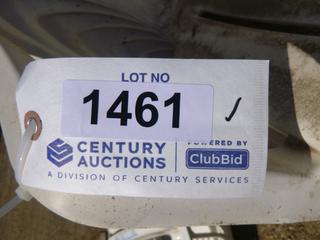 LOT NO
1461
CENTURY AUCTIONS
POWERED BY
ClubBid
A DIVISION OF CENTURY SERVICES